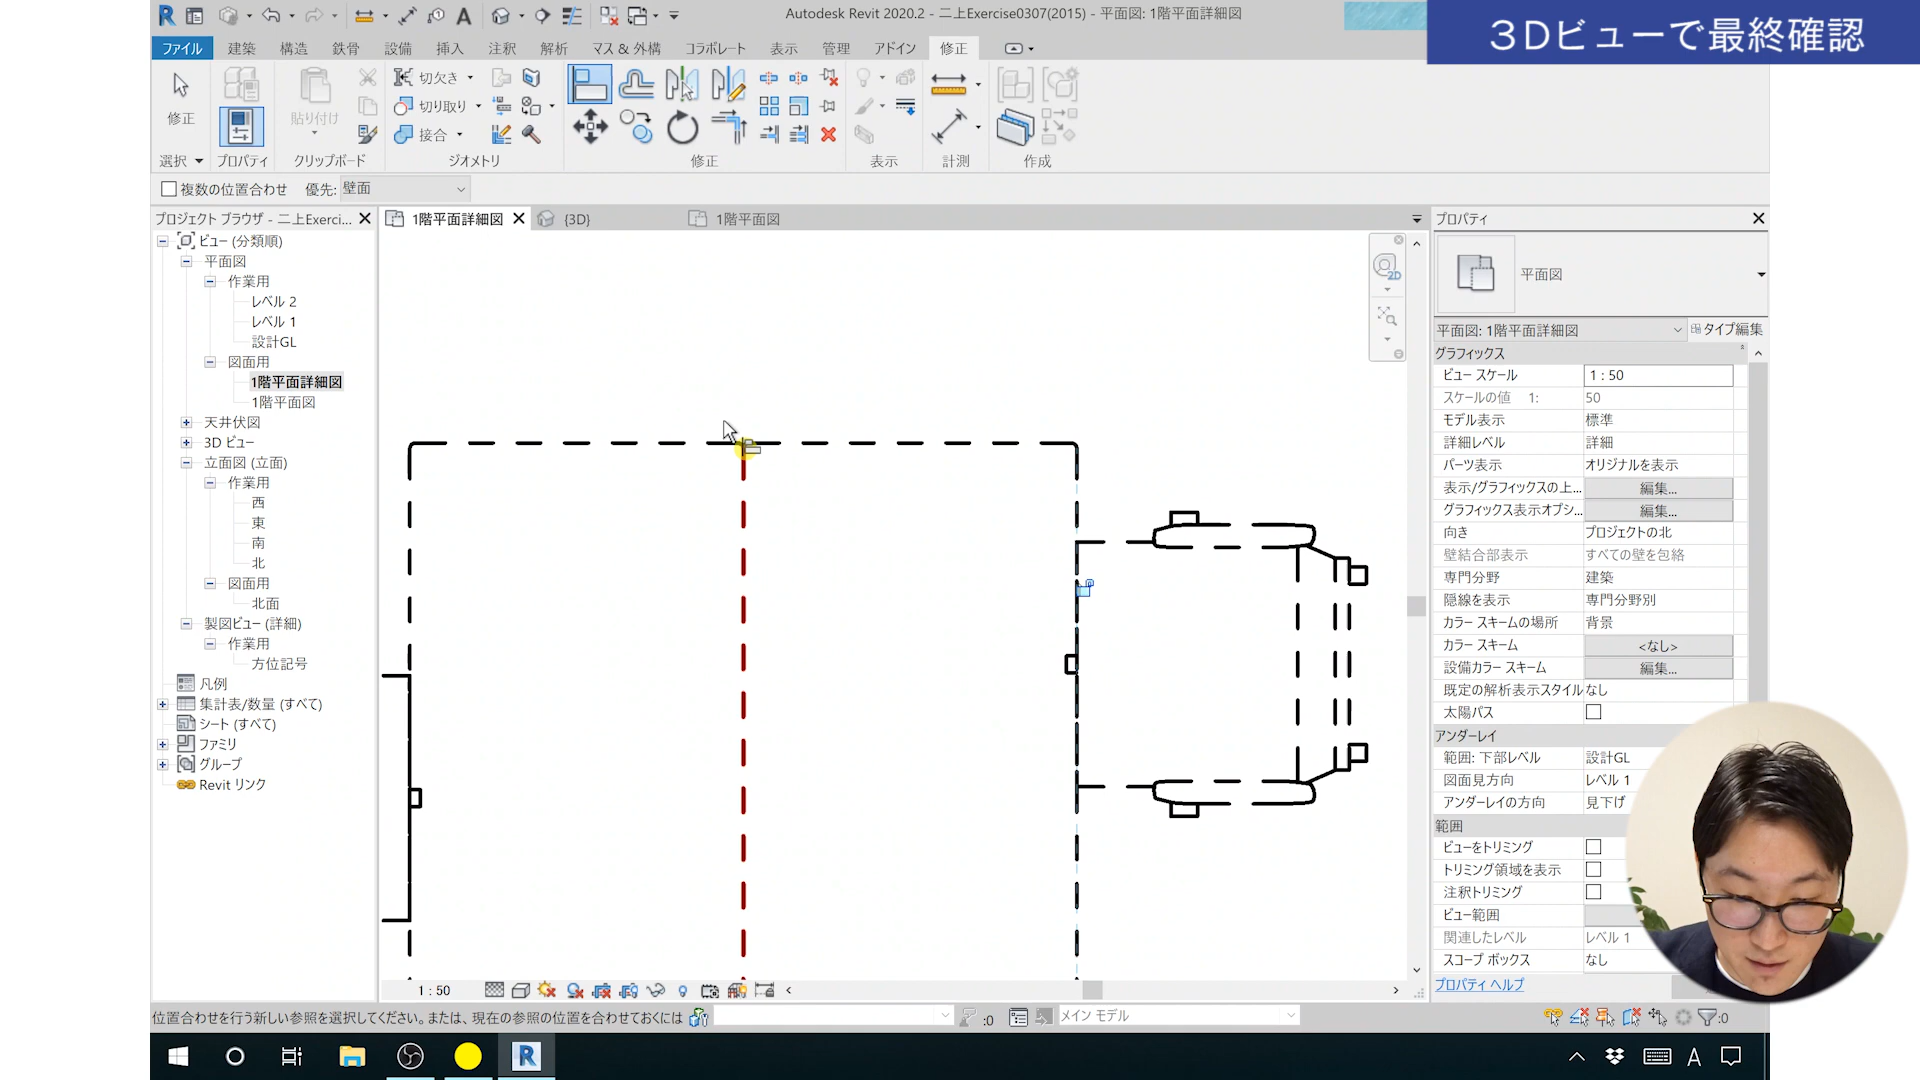 Autodesk Revit 2020.2 - 二上Exercise0307(2015) - 平面図: 1階平面詳細図
3Dビューで最終確認
ファイル 建築 構造 鉄骨 設備 挿入 注釈 解析 マス & 外構 コラボレート 表示 管理 アドイン 修正
修正
貼り付け
切欠き
切り取り
接合
選択 プロパティ クリップボード ジオメトリ 修正 表示 計測 作成
複数の位置合わせ 優先: 壁面
プロジェクト ブラウザ - 二上Exerci...
1階平面詳細図 {3D} 1階平面図
ビュー (分類順)
平面図
作業用
レベル 2
レベル 1
設計GL
図面用
1階平面詳細図
1階平面図
天井伏図
3D ビュー
立面図 (立面)
作業用
西
東
南
北
図面用
北面
製図ビュー (詳細)
作業用
方位記号
凡例
集計表/数量 (すべて)
シート (すべて)
ファミリ
グループ
Revit リンク
2D
プロパティ
平面図
平面図: 1階平面詳細図 タイプ編集
グラフィックス
ビュー スケール 1 : 50
スケールの値 1: 50
モデル表示 標準
詳細レベル 詳細
パーツ表示 オリジナルを表示
表示/グラフィックスの上... 編集...
グラフィックス表示オプシ... 編集...
向き プロジェクトの北
壁結合部表示 すべての壁を包絡
専門分野 建築
隠線を表示 専門分野別
カラー スキームの場所 背景
カラー スキーム <なし>
設備カラー スキーム 編集...
既定の解析表示スタイル なし
太陽パス
アンダーレイ
範囲: 下部レベル 設計GL
図面見方向 レベル 1
アンダーレイの方向 見下げ
範囲
ビューをトリミング
トリミング領域を表示
注釈トリミング
ビュー範囲
関連したレベル レベル 1
スコープ ボックス なし
プロパティ ヘルプ
1 : 50
位置合わせを行う新しい参照を選択してください。または、現在の参照の位置を合わせておくには
:0
メイン モデル
:0
A